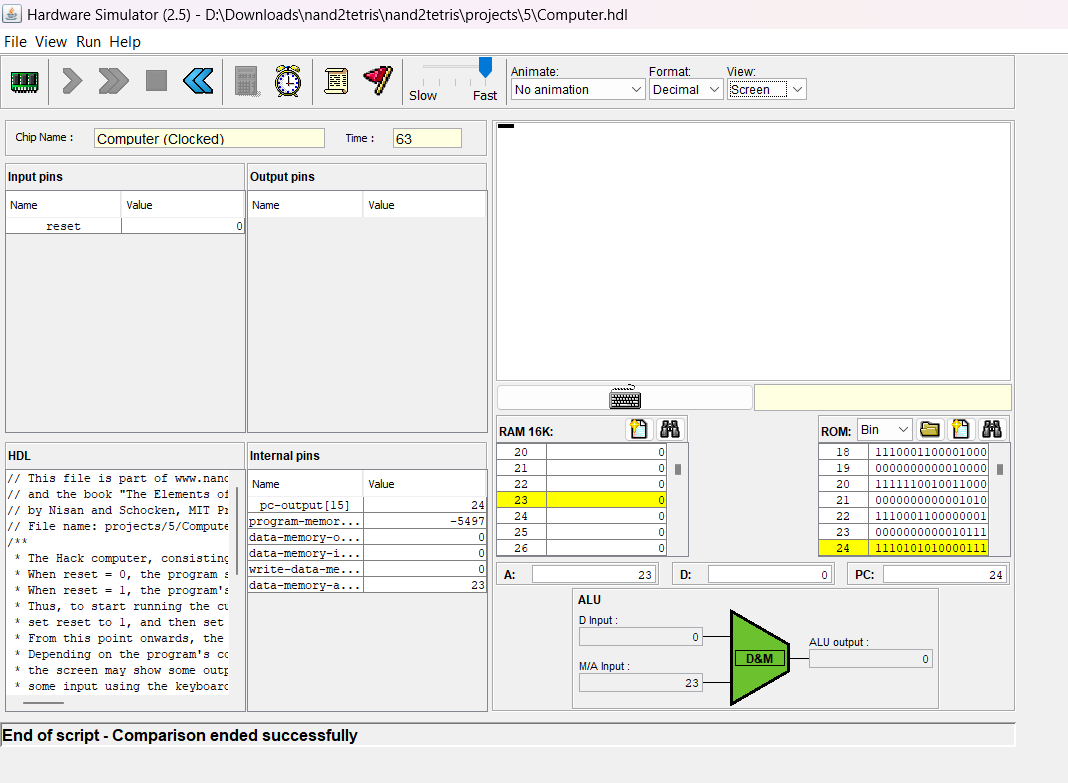 Hardware Simulator (2.5) - D:\Downloads\nand2tetris\nand2tetris\projects\5\Computer.hdl
File View Run Help
Slow Fast
Animate: Format: View:
No animation Decimal Screen
Chip Name : Computer (Clocked) Time : 63
Input pins Output pins
Name Value Name Value
reset 0
HDL Internal pins
// This file is part of www.nand
// and the book "The Elements of
// by Nisan and Schocken, MIT Pr
// File name: projects/5/Compute
/**
* The Hack computer, consisting
* When reset = 0, the program s
* When reset = 1, the program's
* Thus, to start running the cu
* set reset to 1, and then set
* From this point onwards, the
* Depending on the program's co
* the screen may show some outp
* some input using the keyboard
Name Value
pc-output[15] 24
program-memor... -5497
data-memory-o... 0
data-memory-i... 0
write-data-me... 0
data-memory-a... 23
RAM 16K:
20 0
21 0
22 0
23 0
24 0
25 0
26 0
ROM: Bin
18 1110001100001000
19 0000000000010000
20 1111110010011000
21 0000000000001010
22 1110001100000001
23 0000000000010111
24 1110101010000111
A: 23 D: 0 PC: 24
ALU
D Input :
0
M/A Input :
23
D&M
ALU output :
0
End of script - Comparison ended successfully